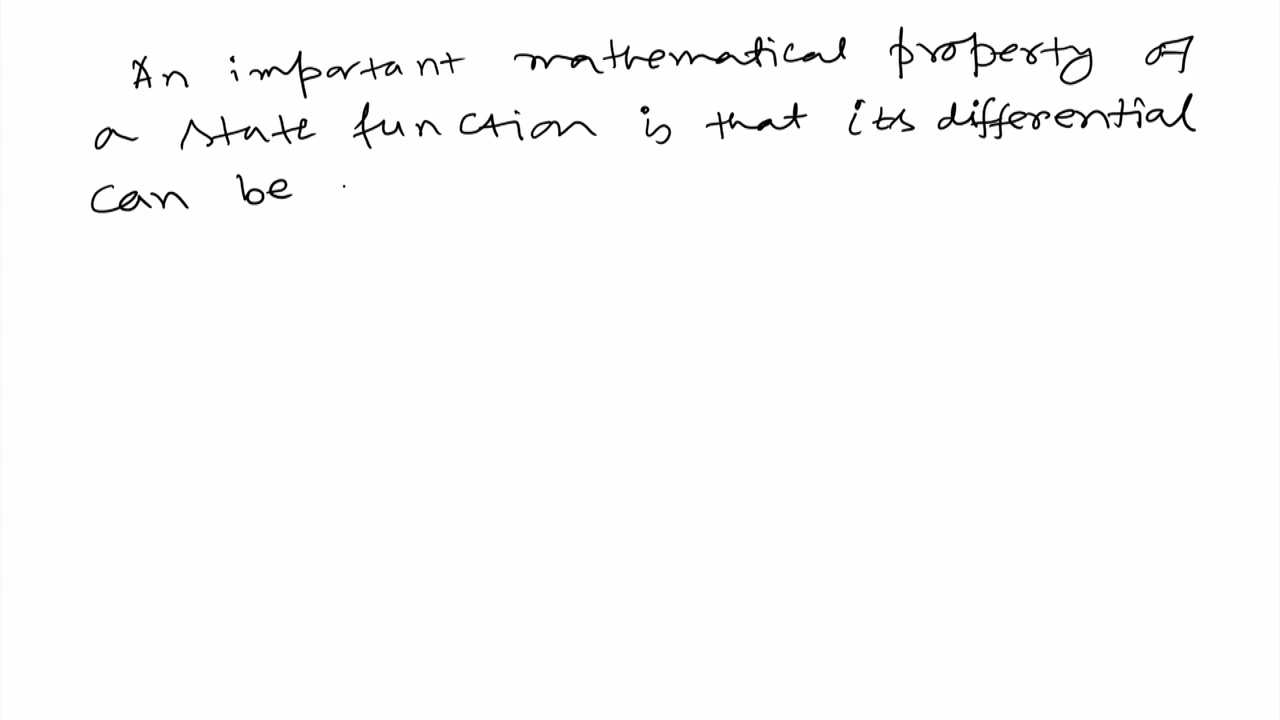 An important mathematical property of
a state function is that its differential
can be